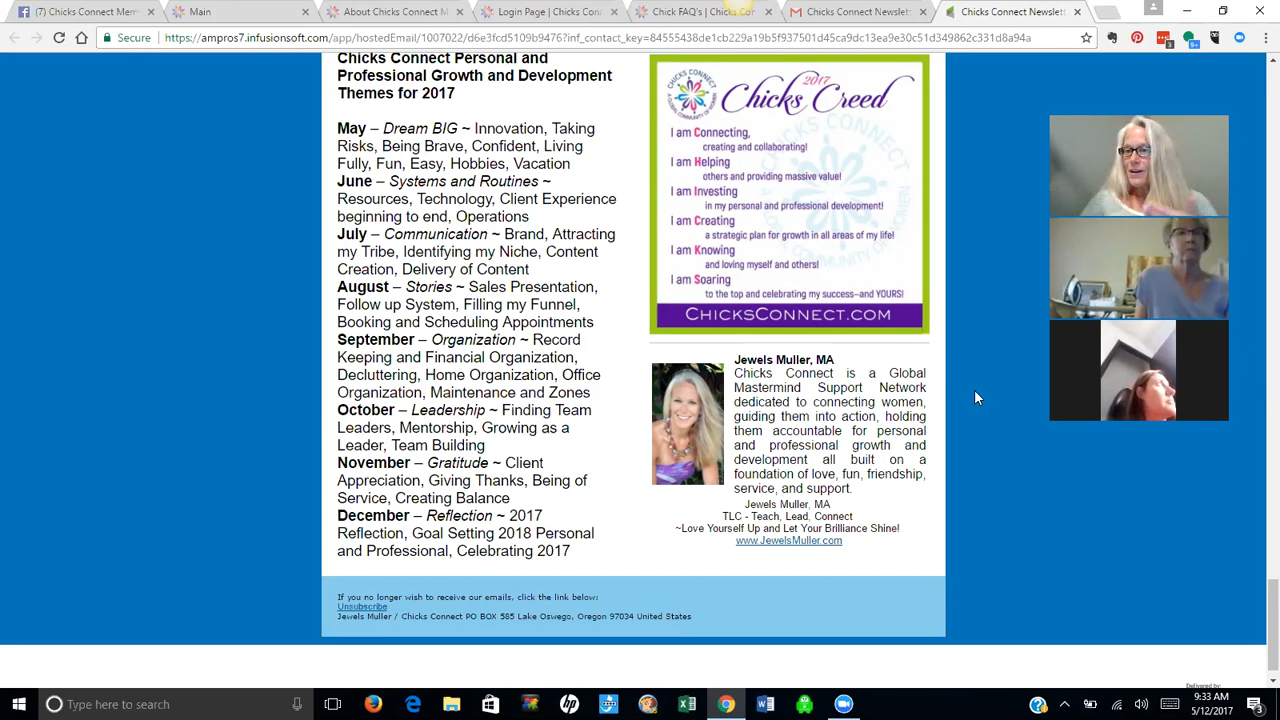 Chicks Connect Mem
Main
About Chicks Connect M
Login Page | Chicks Con
Chick FAQ's | Chicks Con
Chicks Connect Newslett
Chicks Connect Newslett
Secure
https://ampros7.infusionsoft.com/app/hostedEmail/1007022/d6e3fcd5109b9476?inf_contact_key=84555438de1cb229a19b5f937501d45ca9dc13ea9e30c51d349862c331d8a94a
Chicks Connect Personal and
Professional Growth and Development
Themes for 2017
May – Dream BIG ~ Innovation, Taking
Risks, Being Brave, Confident, Living
Fully, Fun, Easy, Hobbies, Vacation
June – Systems and Routines ~
Resources, Technology, Client Experience
beginning to end, Operations
July – Communication ~ Brand, Attracting
my Tribe, Identifying my Niche, Content
Creation, Delivery of Content
August – Stories ~ Sales Presentation,
Follow up System, Filling my Funnel,
Booking and Scheduling Appointments
September – Organization ~ Record
Keeping and Financial Organization,
Decluttering, Home Organization, Office
Organization, Maintenance and Zones
October – Leadership ~ Finding Team
Leaders, Mentorship, Growing as a
Leader, Team Building
November – Gratitude ~ Client
Appreciation, Giving Thanks, Being of
Service, Creating Balance
December – Reflection ~ 2017
Reflection, Goal Setting 2018 Personal
and Professional, Celebrating 2017
CHICKS CONNECT
A GLOBAL COMMUNITY OF WOMEN
2017
Chicks Creed
I am Connecting,
creating and collaborating!
I am Helping
others and providing massive value!
I am Investing
in my personal and professional development!
I am Creating
a strategic plan for growth in all areas of my life!
I am Knowing
and loving myself and others!
I am Soaring
to the top and celebrating my success—and YOURS!
CHICKSCONNECT.COM
Jewels Muller, MA
Chicks Connect is a Global
Mastermind Support Network
dedicated to connecting women,
guiding them into action, holding
them accountable for personal
and professional growth and
development all built on a
foundation of love, fun, friendship,
service, and support.
Jewels Muller, MA
TLC - Teach, Lead, Connect
~Love Yourself Up and Let Your Brilliance Shine!
www.JewelsMuller.com
If you no longer wish to receive our emails, click the link below:
Unsubscribe
Jewels Muller / Chicks Connect PO BOX 585 Lake Oswego, Oregon 97034 United States
Delivered by
Type here to search
9:33 AM
5/12/2017